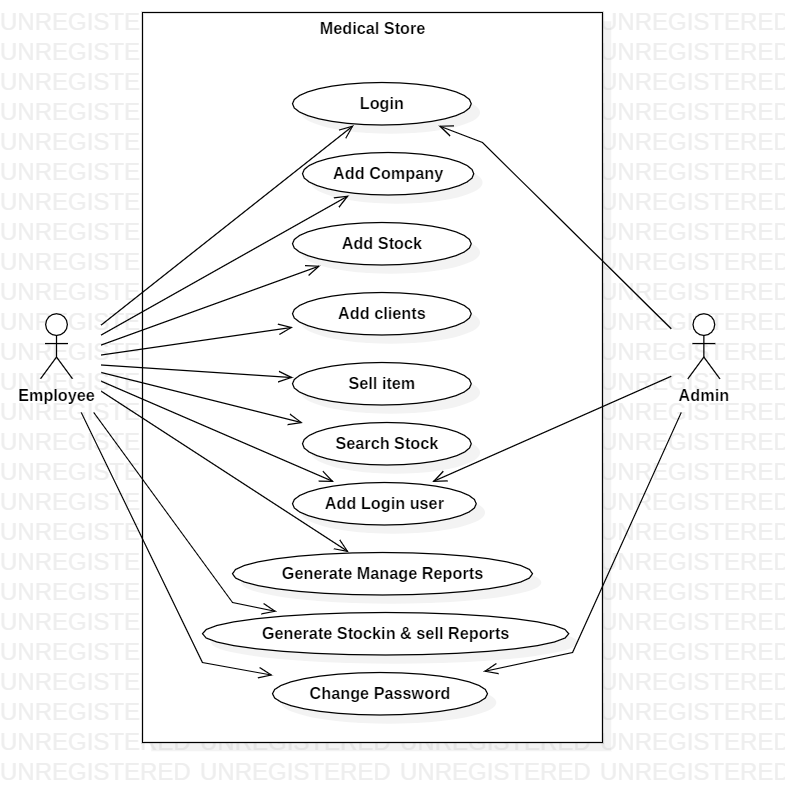 Medical Store
Login
Add Company
Add Stock
Add clients
Sell item
Employee
Admin
Search Stock
Add Login user
Generate Manage Reports
Generate Stockin & sell Reports
Change Password
UNREGISTERED UNREGISTERED UNREGISTERED UNREGISTERED